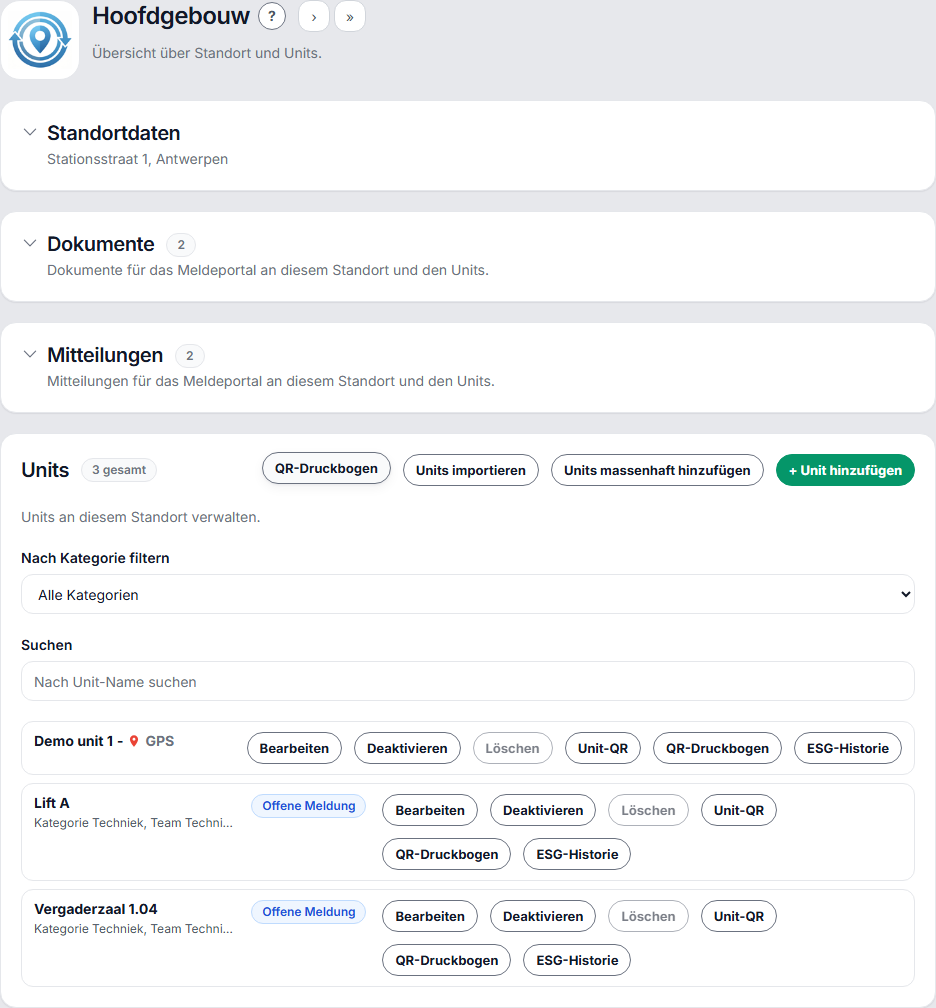 Hoofdgebouw ? › »
Übersicht über Standort und Units.
Standortdaten
Stationsstraat 1, Antwerpen
Dokumente 2
Dokumente für das Meldeportal an diesem Standort und den Units.
Mitteilungen 2
Mitteilungen für das Meldeportal an diesem Standort und den Units.
Units 3 gesamt QR-Druckbogen Units importieren Units massenhaft hinzufügen + Unit hinzufügen
Units an diesem Standort verwalten.
Nach Kategorie filtern
Alle Kategorien
Suchen
Nach Unit-Name suchen
Demo unit 1 - GPS Bearbeiten Deaktivieren Löschen Unit-QR QR-Druckbogen ESG-Historie
Lift A Offene Meldung Bearbeiten Deaktivieren Löschen Unit-QR
Kategorie Techniek, Team Techni...
QR-Druckbogen ESG-Historie
Vergaderzaal 1.04 Offene Meldung Bearbeiten Deaktivieren Löschen Unit-QR
Kategorie Techniek, Team Techni...
QR-Druckbogen ESG-Historie